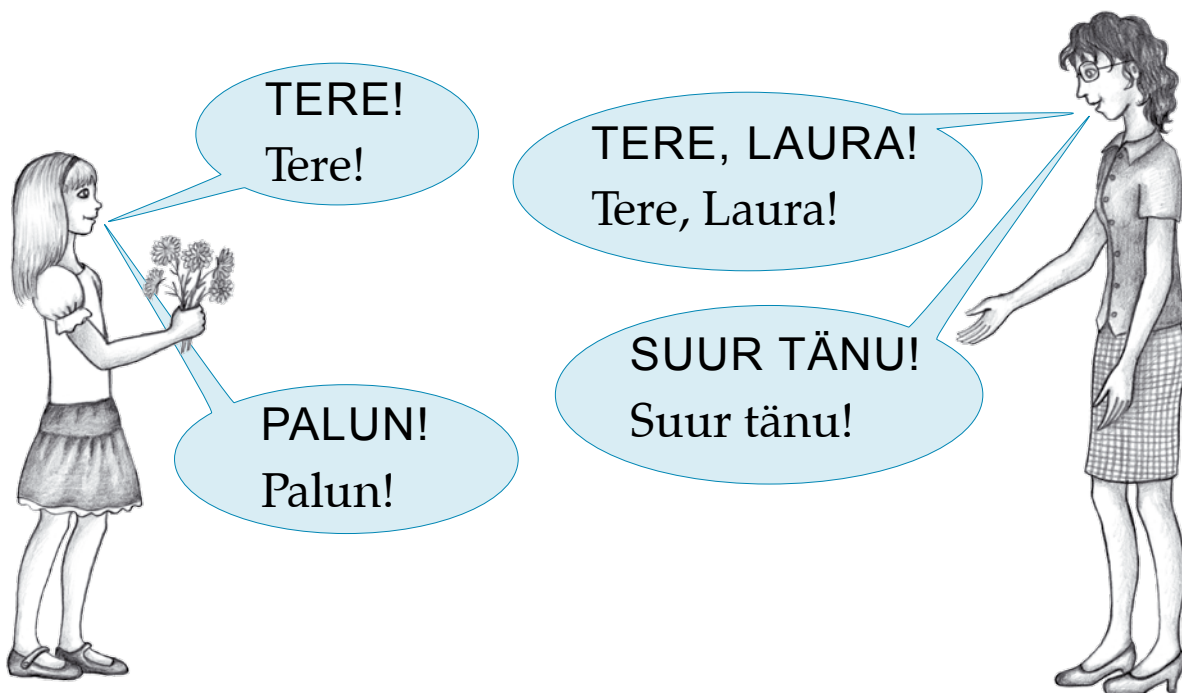 TERE!
Tere!
TERE, LAURA!
Tere, Laura!
PALUN!
Palun!
SUUR TÄNU!
Suur tänu!